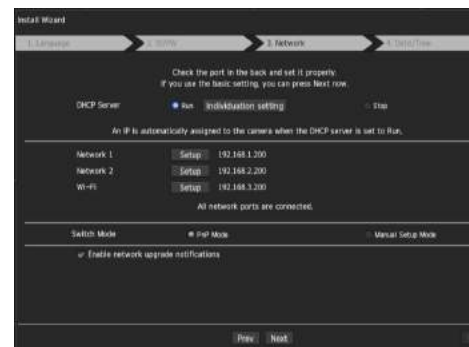 Install Wizard
1. Language 2. ID/PW 3. Network 4. Date/Time
Check the port in the back and set it properly.
If you use the basic setting, you can press Next now.
DHCP Server Run Individuation setting Stop
An IP is automatically assigned to the camera when the DHCP server is set to Run.
Network 1 Setup 192.168.1.200
Network 2 Setup 192.168.2.200
Wi-Fi Setup 192.168.3.200
All network ports are connected.
Switch Mode PnP Mode Manual Setup Mode
Enable network upgrade notifications
Prev Next